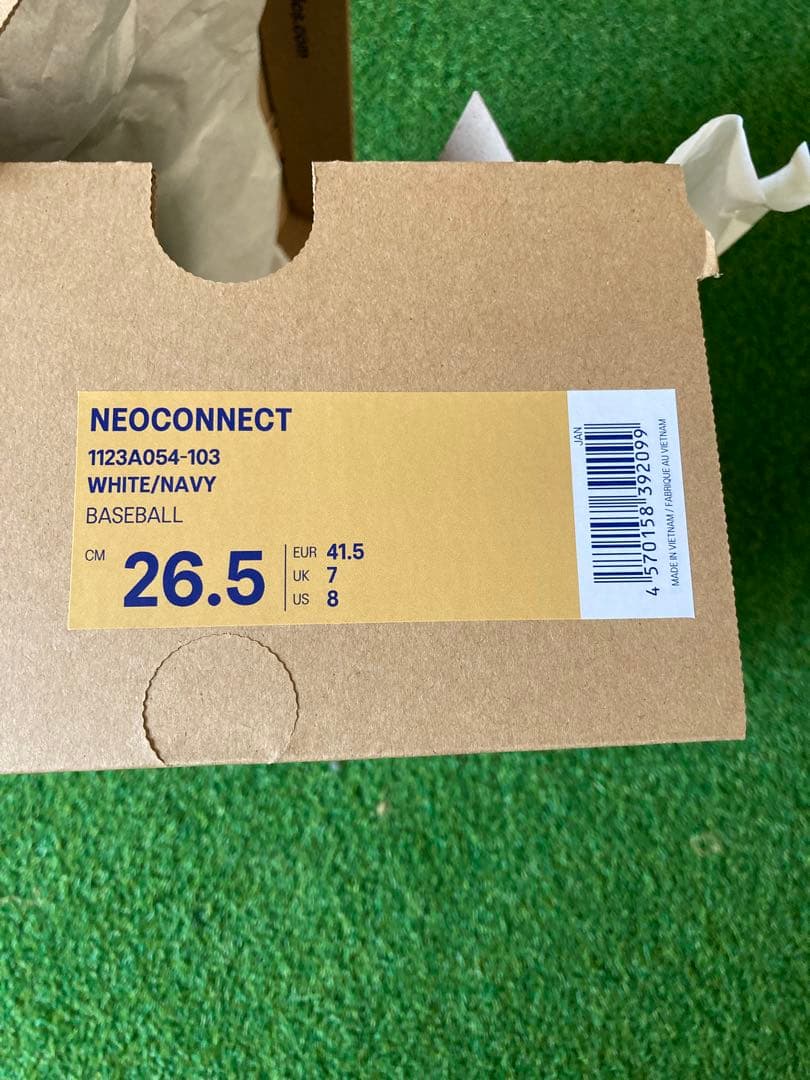 NEOCONNECT
1123A054-103
WHITE/NAVY
BASEBALL
CM 26.5
EUR 41.5
UK 7
US 8
JAN
4 570158 392099
MADE IN VIETNAM / FABRIQUE AU VIETNAM